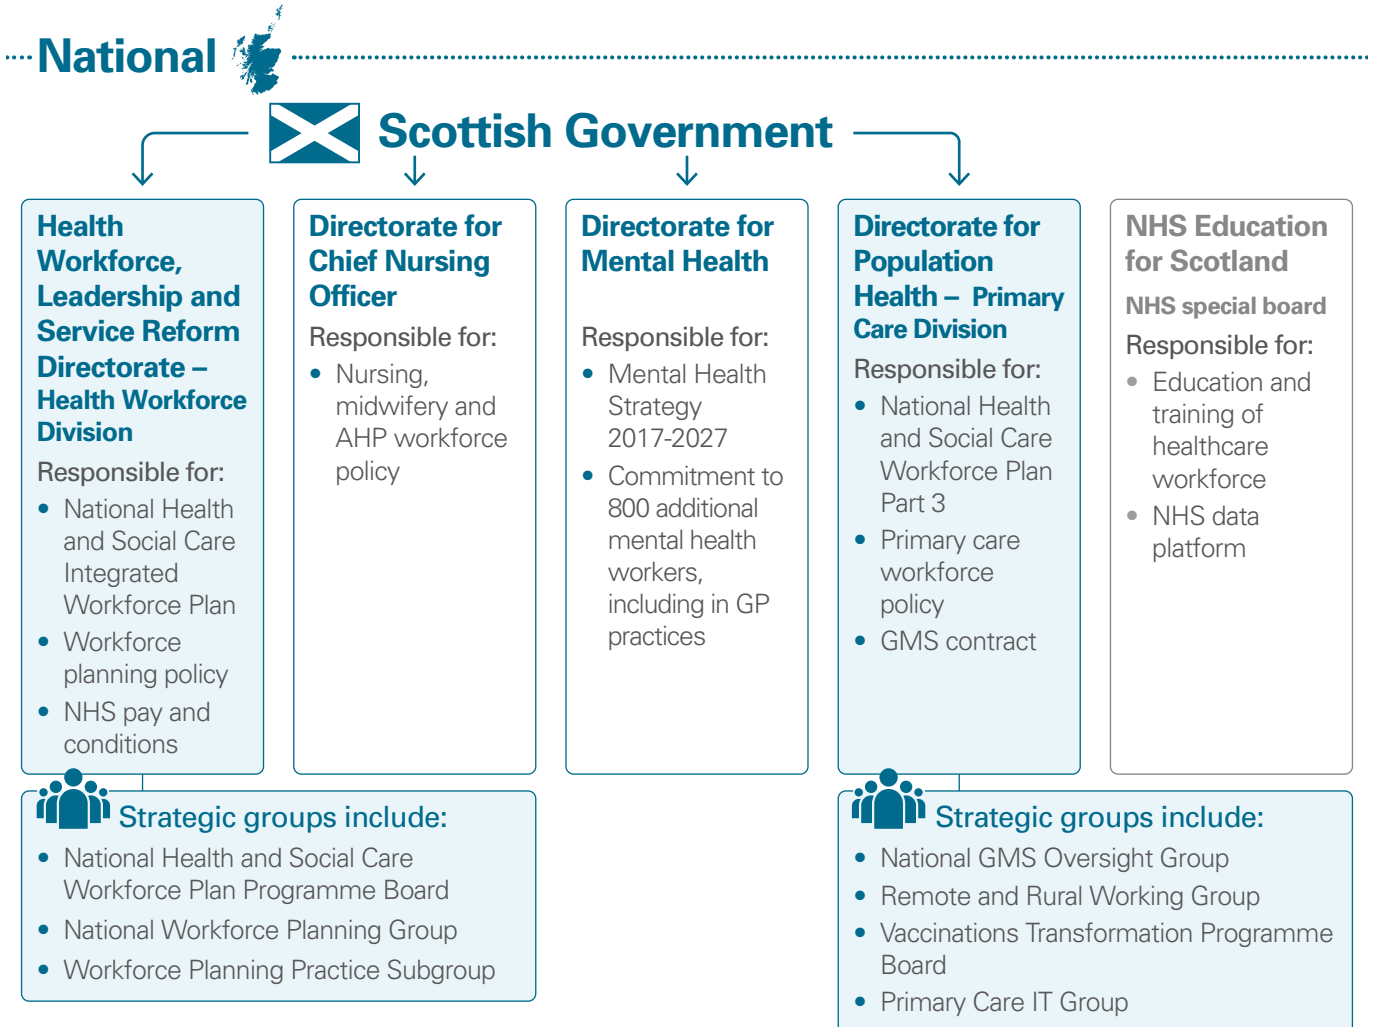 National
Scottish Government
Health
Workforce,
Leadership and
Service Reform
Directorate –
Health Workforce
Division
Responsible for:
• National Health
and Social Care
Integrated
Workforce Plan
• Workforce
planning policy
• NHS pay and
conditions
Directorate for
Chief Nursing
Officer
Responsible for:
• Nursing,
midwifery and
AHP workforce
policy
Directorate for
Mental Health
Responsible for:
• Mental Health
Strategy
2017-2027
• Commitment to
800 additional
mental health
workers,
including in GP
practices
Directorate for
Population
Health – Primary
Care Division
Responsible for:
• National Health
and Social Care
Workforce Plan
Part 3
• Primary care
workforce
policy
• GMS contract
NHS Education
for Scotland
NHS special board
Responsible for:
• Education and
training of
healthcare
workforce
• NHS data
platform
Strategic groups include:
• National Health and Social Care
Workforce Plan Programme Board
• National Workforce Planning Group
• Workforce Planning Practice Subgroup
Strategic groups include:
• National GMS Oversight Group
• Remote and Rural Working Group
• Vaccinations Transformation Programme
Board
• Primary Care IT Group